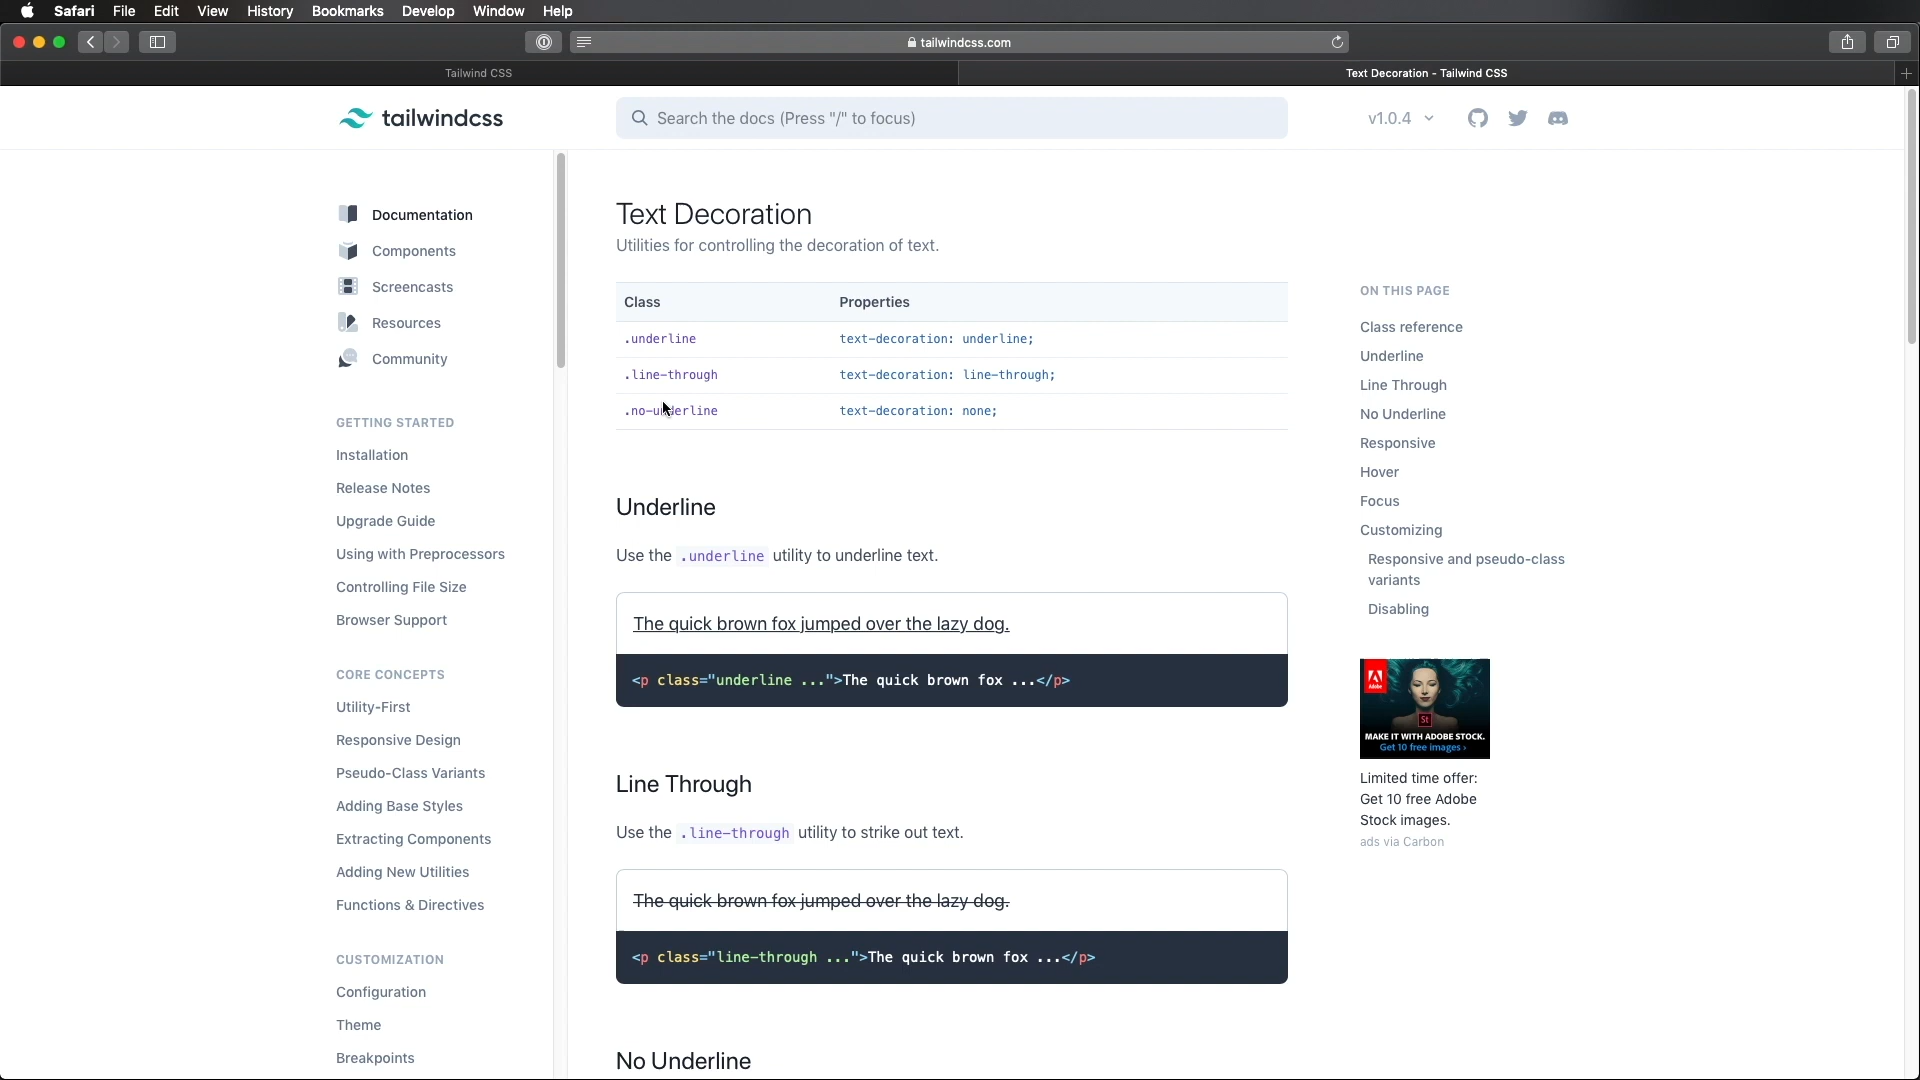 Safari File Edit View History Bookmarks Develop Window Help
tailwindcss.com
Tailwind CSS
Text Decoration - Tailwind CSS
tailwindcss
Search the docs (Press "/" to focus)
v1.0.4
Documentation
Components
Screencasts
Resources
Community
GETTING STARTED
Installation
Release Notes
Upgrade Guide
Using with Preprocessors
Controlling File Size
Browser Support
CORE CONCEPTS
Utility-First
Responsive Design
Pseudo-Class Variants
Adding Base Styles
Extracting Components
Adding New Utilities
Functions & Directives
CUSTOMIZATION
Configuration
Theme
Breakpoints
Text Decoration
Utilities for controlling the decoration of text.
Class Properties
.underline text-decoration: underline;
.line-through text-decoration: line-through;
.no-underline text-decoration: none;
Underline
Use the .underline utility to underline text.
The quick brown fox jumped over the lazy dog.
<p class="underline ...">The quick brown fox ...</p>
Line Through
Use the .line-through utility to strike out text.
The quick brown fox jumped over the lazy dog.
<p class="line-through ...">The quick brown fox ...</p>
No Underline
ON THIS PAGE
Class reference
Underline
Line Through
No Underline
Responsive
Hover
Focus
Customizing
Responsive and pseudo-class
variants
Disabling
Adobe
St
MAKE IT WITH ADOBE STOCK.
Get 10 free images ›
Limited time offer:
Get 10 free Adobe
Stock images.
ads via Carbon